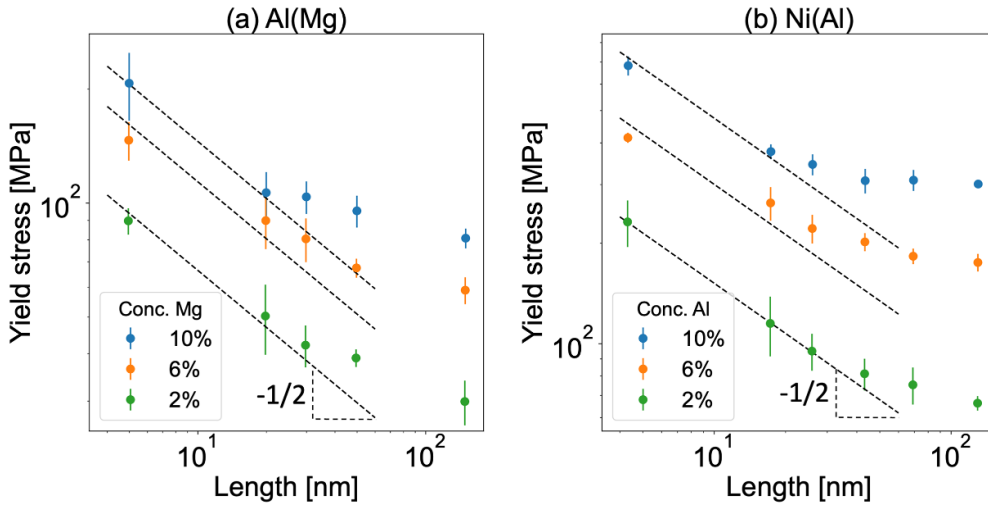 (a) Al(Mg)
Yield stress [MPa]
10²
Conc. Mg
10%
6%
2%
-1/2
10¹
10²
Length [nm]
(b) Ni(Al)
Yield stress [MPa]
10²
Conc. Al
10%
6%
2%
-1/2
10¹
10²
Length [nm]